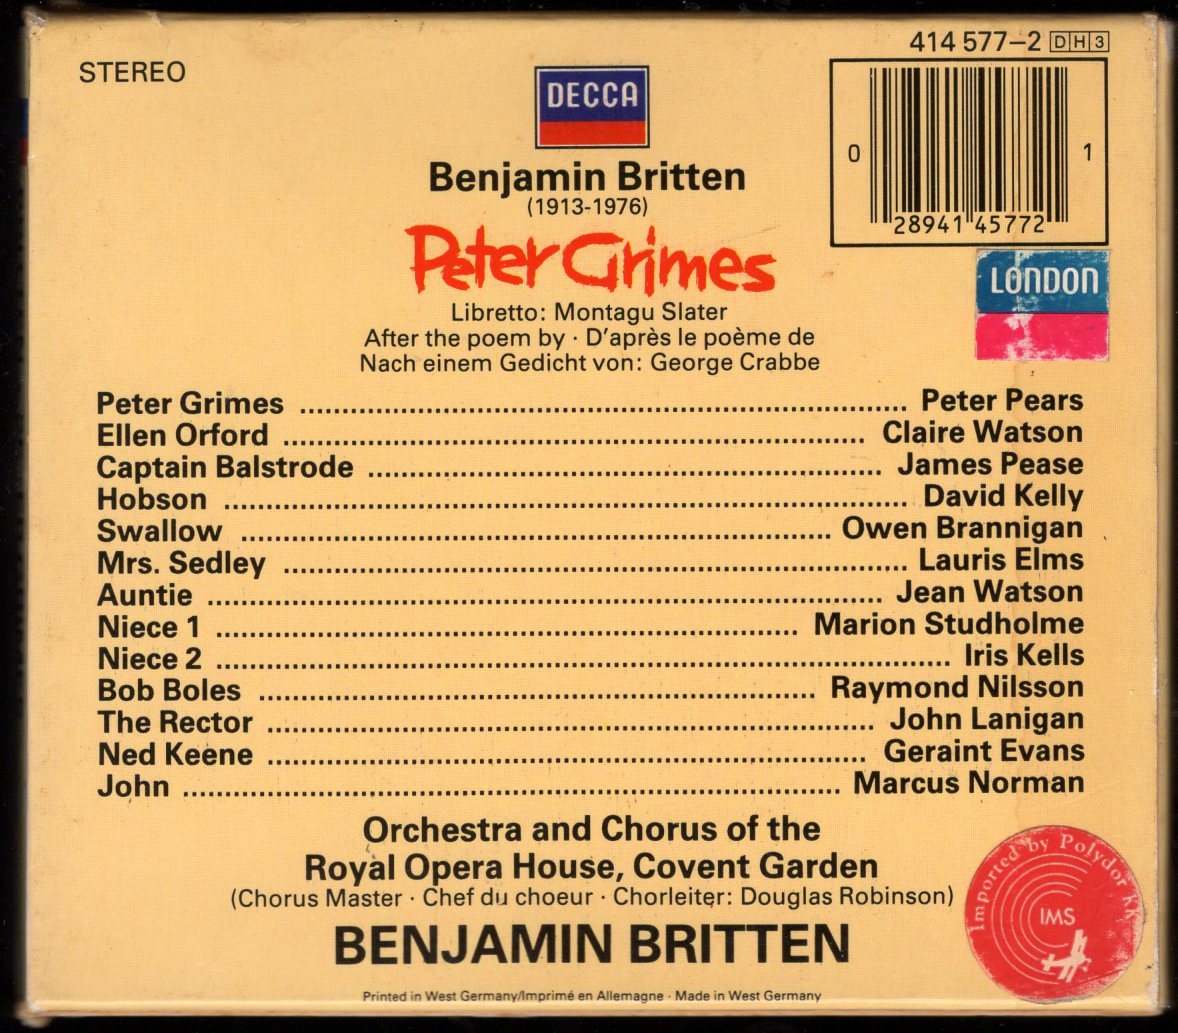 STEREO
414 577–2 DH3
0 28941 45772 1
DECCA
Benjamin Britten
(1913-1976)
Peter Grimes
LONDON
Libretto: Montagu Slater
After the poem by · D'après le poème de
Nach einem Gedicht von: George Crabbe
Peter Grimes ........ Peter Pears
Ellen Orford ........ Claire Watson
Captain Balstrode ........ James Pease
Hobson ........ David Kelly
Swallow ........ Owen Brannigan
Mrs. Sedley ........ Lauris Elms
Auntie ........ Jean Watson
Niece 1 ........ Marion Studholme
Niece 2 ........ Iris Kells
Bob Boles ........ Raymond Nilsson
The Rector ........ John Lanigan
Ned Keene ........ Geraint Evans
John ........ Marcus Norman
Orchestra and Chorus of the
Royal Opera House, Covent Garden
(Chorus Master · Chef du choeur · Chorleiter: Douglas Robinson)
BENJAMIN BRITTEN
Imported by Polydor KK
IMS
Printed in West Germany/Imprimé en Allemagne · Made in West Germany